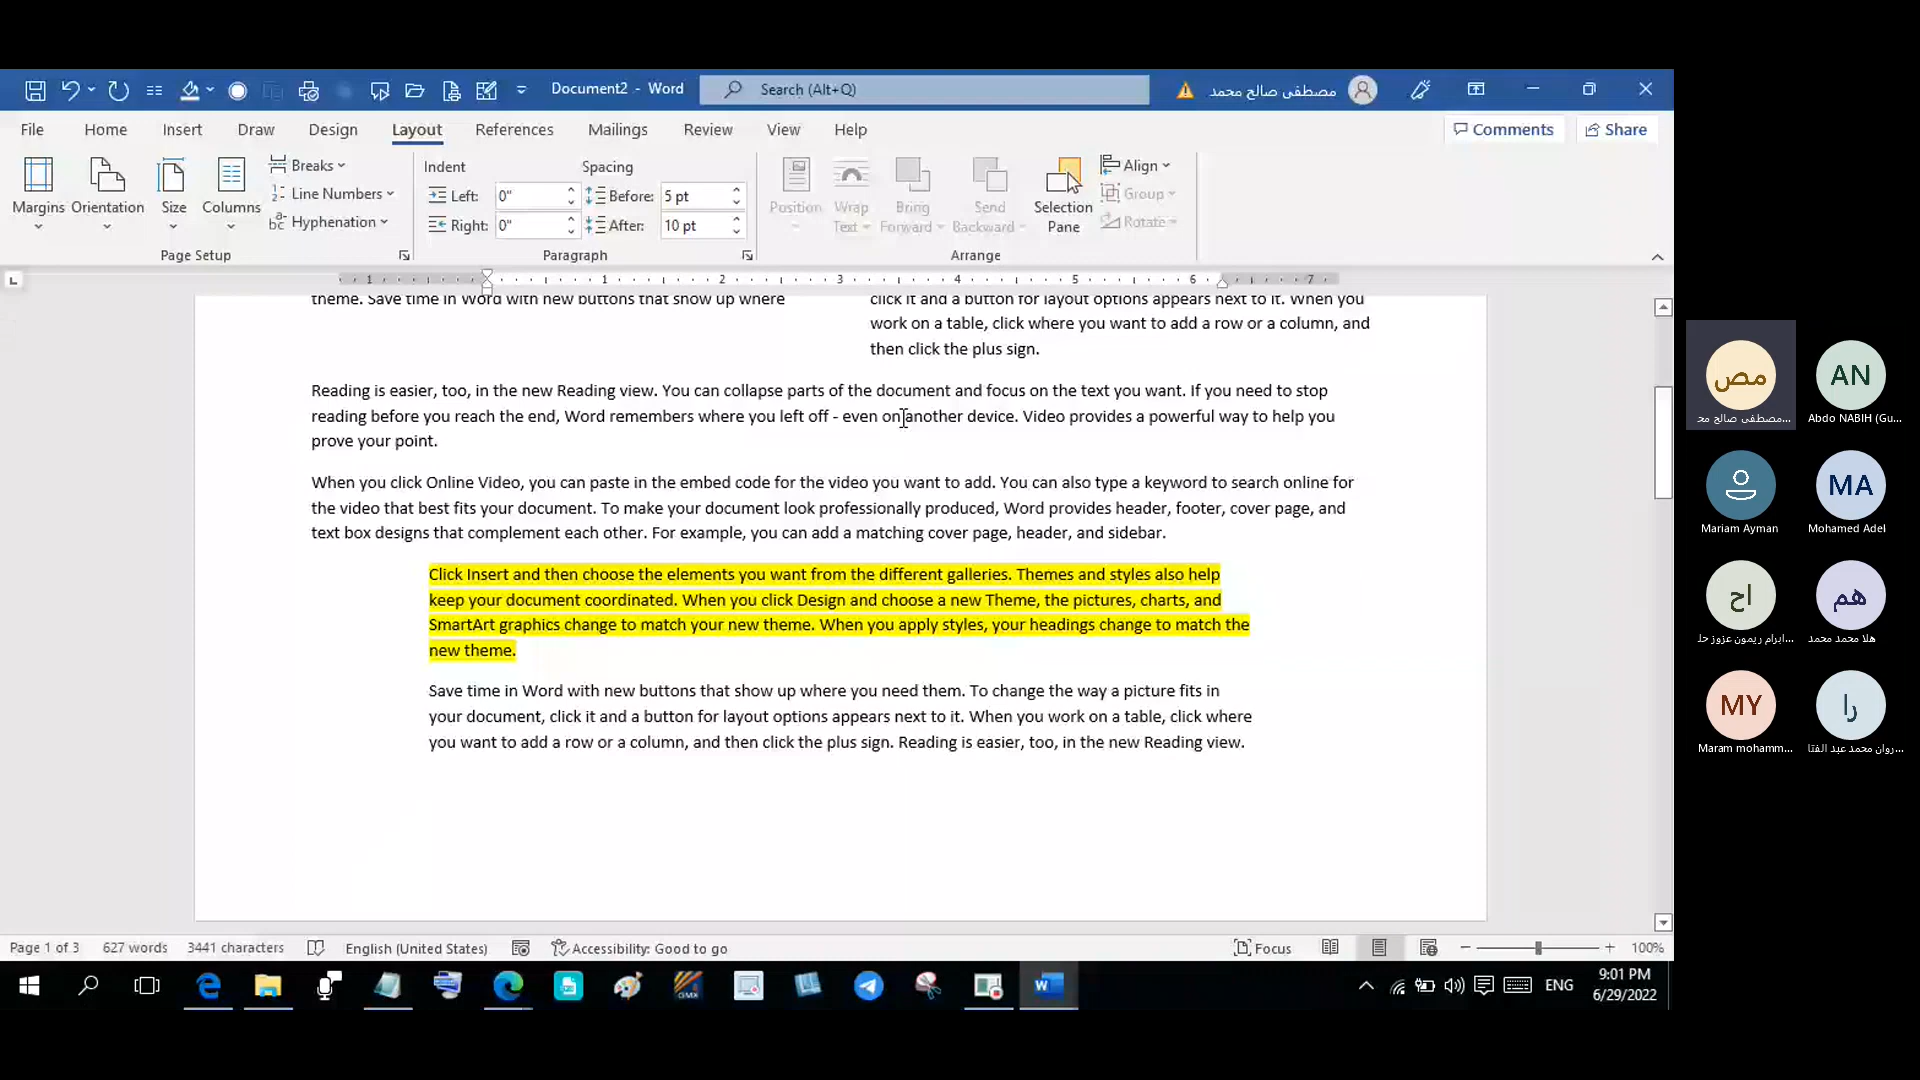 Document2 - Word
Search (Alt+Q)
مصطفى صالح محمد
File Home Insert Draw Design Layout References Mailings Review View Help
Comments Share
Margins Orientation Size Columns
Breaks
Line Numbers
Hyphenation
Page Setup
Indent Spacing
Left: 0" Before: 5 pt
Right: 0" After: 10 pt
Paragraph
Position Wrap Text Bring Forward Send Backward Selection Pane
Align
Group
Rotate
Arrange
1 1 2 3 4 5 6 7
theme. Save time in Word with new buttons that show up where
click it and a button for layout options appears next to it. When you
work on a table, click where you want to add a row or a column, and
then click the plus sign.
Reading is easier, too, in the new Reading view. You can collapse parts of the document and focus on the text you want. If you need to stop
reading before you reach the end, Word remembers where you left off - even on another device. Video provides a powerful way to help you
prove your point.
When you click Online Video, you can paste in the embed code for the video you want to add. You can also type a keyword to search online for
the video that best fits your document. To make your document look professionally produced, Word provides header, footer, cover page, and
text box designs that complement each other. For example, you can add a matching cover page, header, and sidebar.
Click Insert and then choose the elements you want from the different galleries. Themes and styles also help
keep your document coordinated. When you click Design and choose a new Theme, the pictures, charts, and
SmartArt graphics change to match your new theme. When you apply styles, your headings change to match the
new theme.
Save time in Word with new buttons that show up where you need them. To change the way a picture fits in
your document, click it and a button for layout options appears next to it. When you work on a table, click where
you want to add a row or a column, and then click the plus sign. Reading is easier, too, in the new Reading view.
Page 1 of 3 627 words 3441 characters English (United States) Accessibility: Good to go Focus 100%
ENG
9:01 PM
6/29/2022
مص AN
مصطفى صالح مح... Abdo NABIH (Gu...
MA
Mariam Ayman Mohamed Adel
اح هم
ابرام ريمون عزوز حل... هلا محمد محمد
MY را
Maram mohamm... روان محمد عبد الفتا...